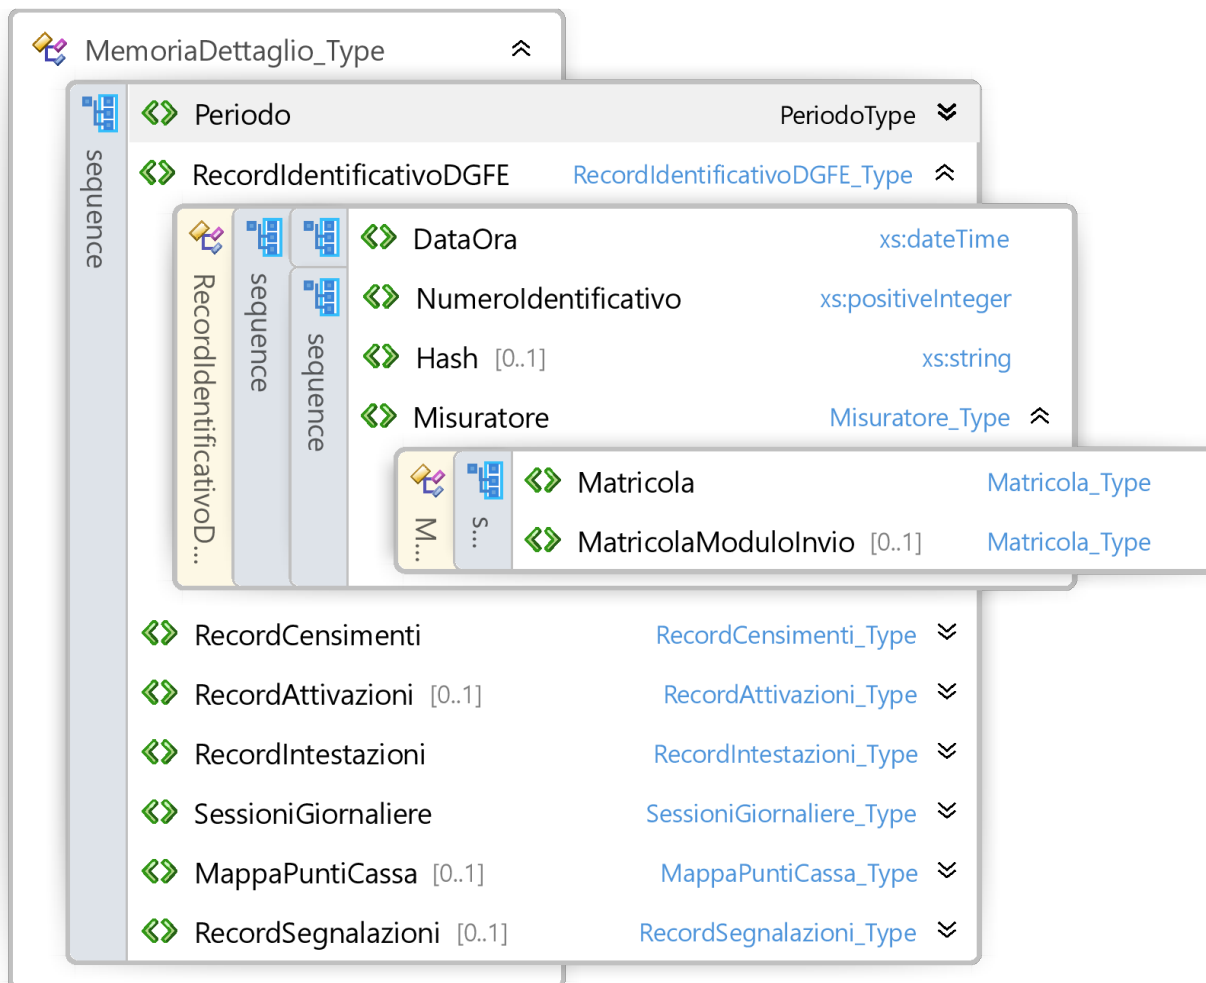 MemoriaDettaglio_Type
sequence
Periodo PeriodoType
RecordIdentificativoDGFE RecordIdentificativoDGFE_Type
RecordIdentificativoD...
sequence
sequence
DataOra xs:dateTime
NumeroIdentificativo xs:positiveInteger
Hash [0..1] xs:string
Misuratore Misuratore_Type
M...
s...
Matricola Matricola_Type
MatricolaModuloInvio [0..1] Matricola_Type
RecordCensimenti RecordCensimenti_Type
RecordAttivazioni [0..1] RecordAttivazioni_Type
RecordIntestazioni RecordIntestazioni_Type
SessioniGiornaliere SessioniGiornaliere_Type
MappaPuntiCassa [0..1] MappaPuntiCassa_Type
RecordSegnalazioni [0..1] RecordSegnalazioni_Type